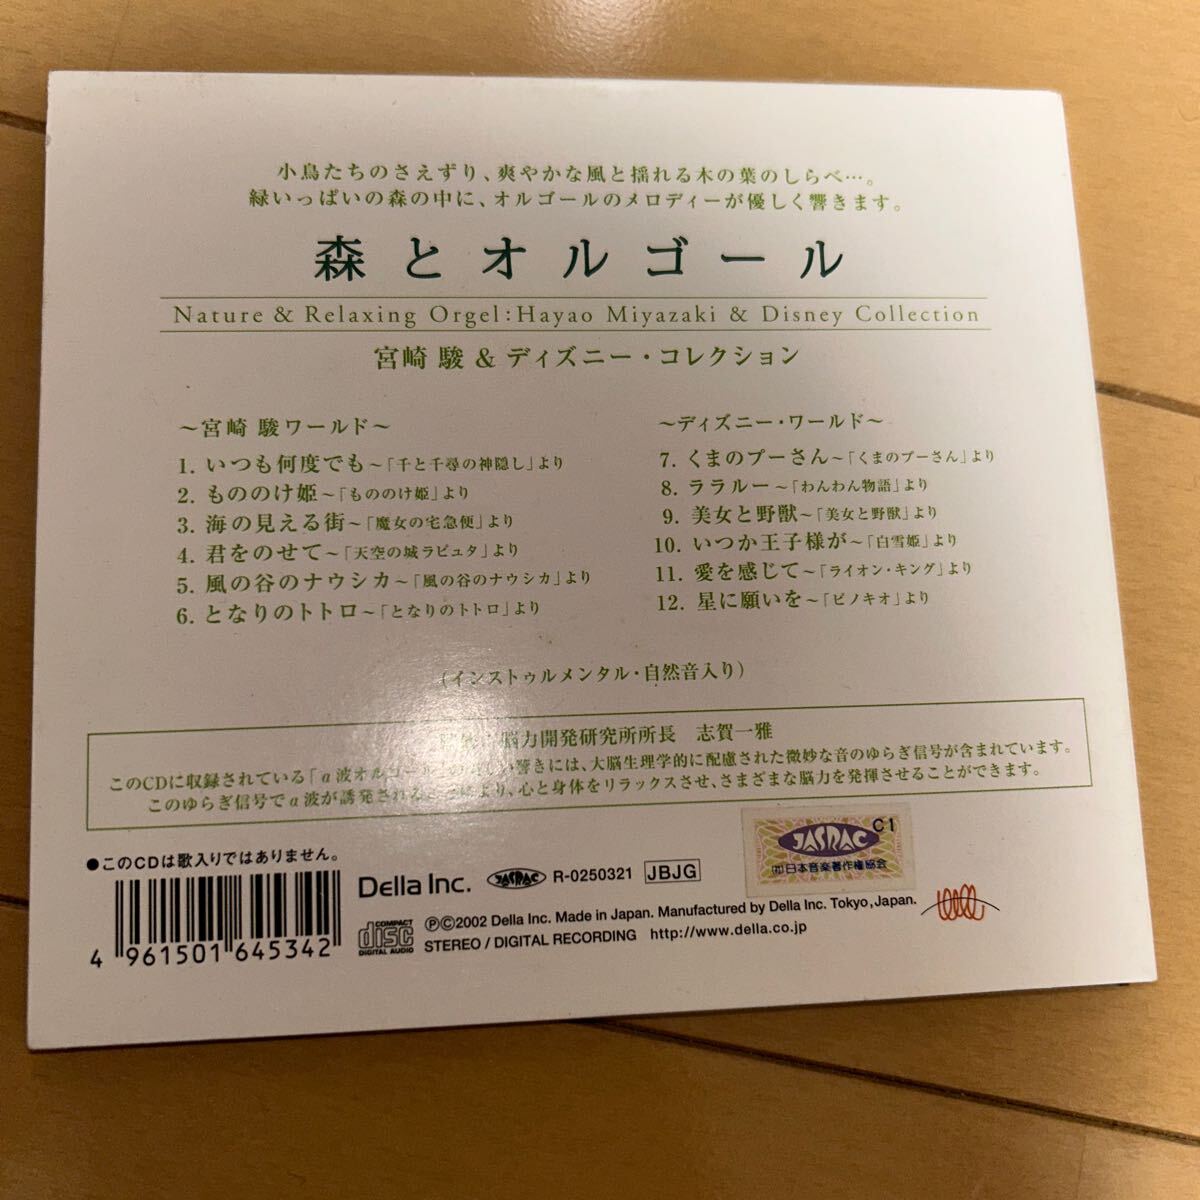 小鳥たちのさえずり、爽やかな風と揺れる木の葉のしらべ…。
緑いっぱいの森の中に、オルゴールのメロディーが優しく響きます。
森とオルゴール
Nature & Relaxing Orgel:Hayao Miyazaki & Disney Collection
宮崎 駿 & ディズニー・コレクション
～宮崎 駿ワールド～
1. いつも何度でも～「千と千尋の神隠し」より
2. もののけ姫～「もののけ姫」より
3. 海の見える街～「魔女の宅急便」より
4. 君をのせて～「天空の城ラピュタ」より
5. 風の谷のナウシカ～「風の谷のナウシカ」より
6. となりのトトロ～「となりのトトロ」より
～ディズニー・ワールド～
7. くまのプーさん～「くまのプーさん」より
8. ララルー～「わんわん物語」より
9. 美女と野獣～「美女と野獣」より
10. いつか王子様が～「白雪姫」より
11. 愛を感じて～「ライオン・キング」より
12. 星に願いを～「ピノキオ」より
(インストゥルメンタル・自然音入り)
脳力開発研究所所長 志賀一雅
このCDに収録されている「α波オルゴール」の 響きには、大脳生理学的に配慮された微妙な音のゆらぎ信号が含まれています。
このゆらぎ信号でα波が誘発される により、心と身体をリラックスさせ、さまざまな脳力を発揮させることができます。
●このCDは歌入りではありません。
4 961501 645342
Della Inc. JASRAC R-0250321 JBJG
COMPACT disc DIGITAL AUDIO
℗©2002 Della Inc. Made in Japan. Manufactured by Della Inc. Tokyo, Japan.
STEREO / DIGITAL RECORDING http://www.della.co.jp
JASRAC C1
㈳日本音楽著作権協会